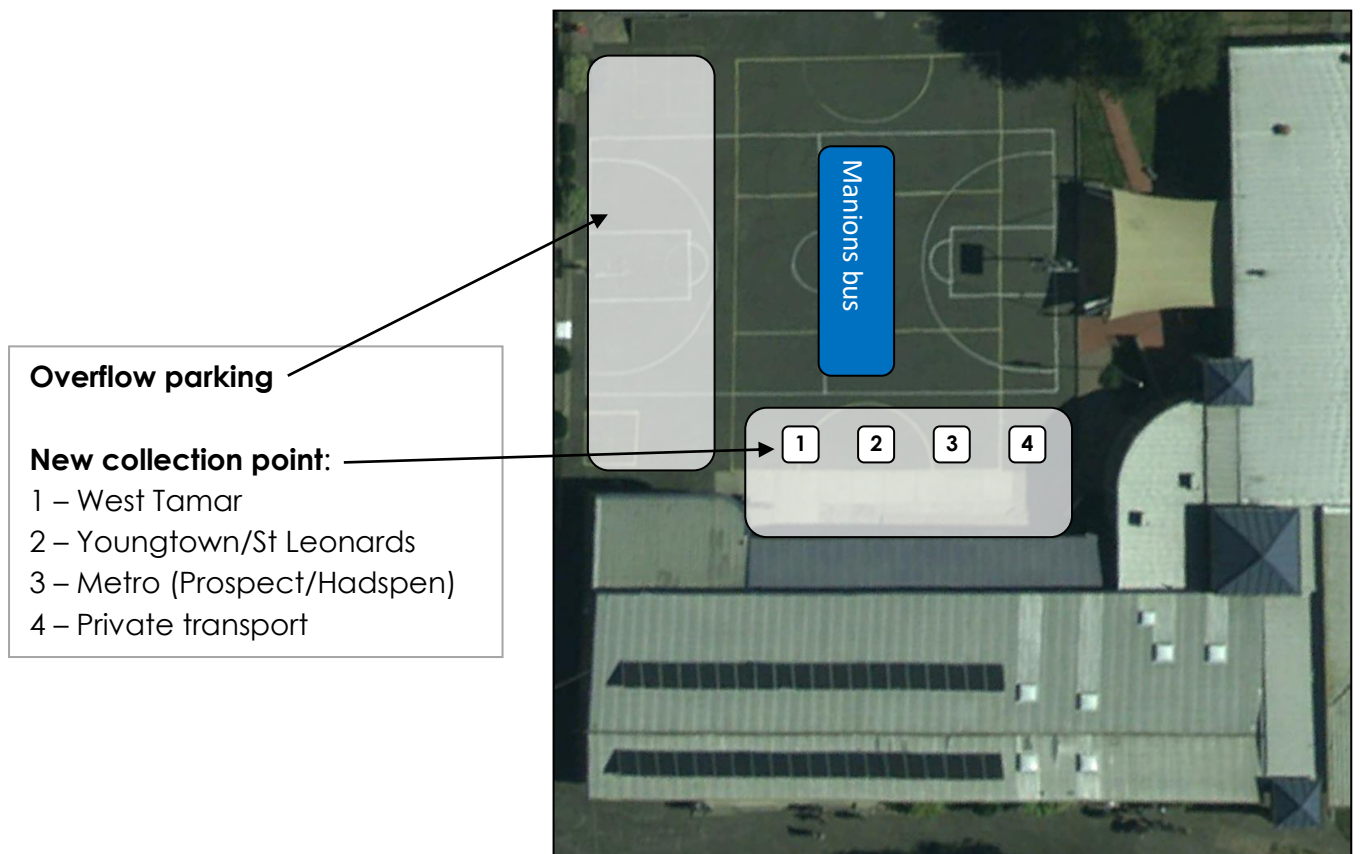 Overflow parking
New collection point:
1 – West Tamar
2 – Youngtown/St Leonards
3 – Metro (Prospect/Hadspen)
4 – Private transport
Manions bus
1
2
3
4